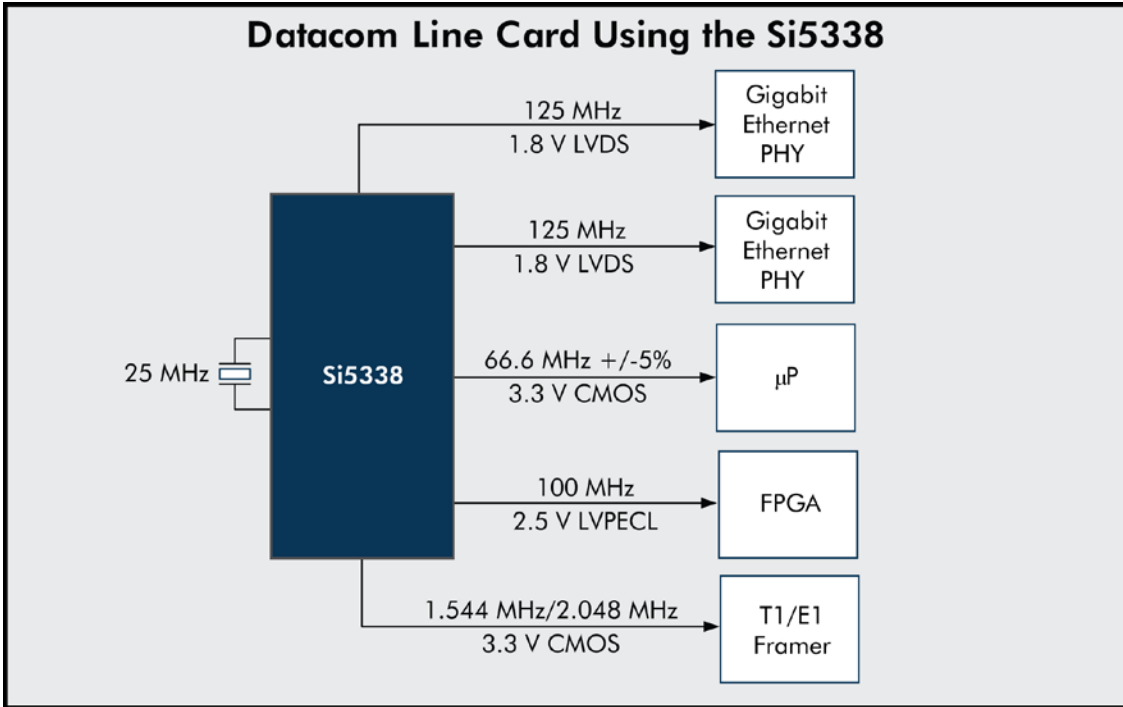 Datacom Line Card Using the Si5338
125 MHz
1.8 V LVDS
Gigabit
Ethernet
PHY
125 MHz
1.8 V LVDS
Gigabit
Ethernet
PHY
25 MHz
Si5338
66.6 MHz +/-5%
3.3 V CMOS
μP
100 MHz
2.5 V LVPECL
FPGA
1.544 MHz/2.048 MHz
3.3 V CMOS
T1/E1
Framer